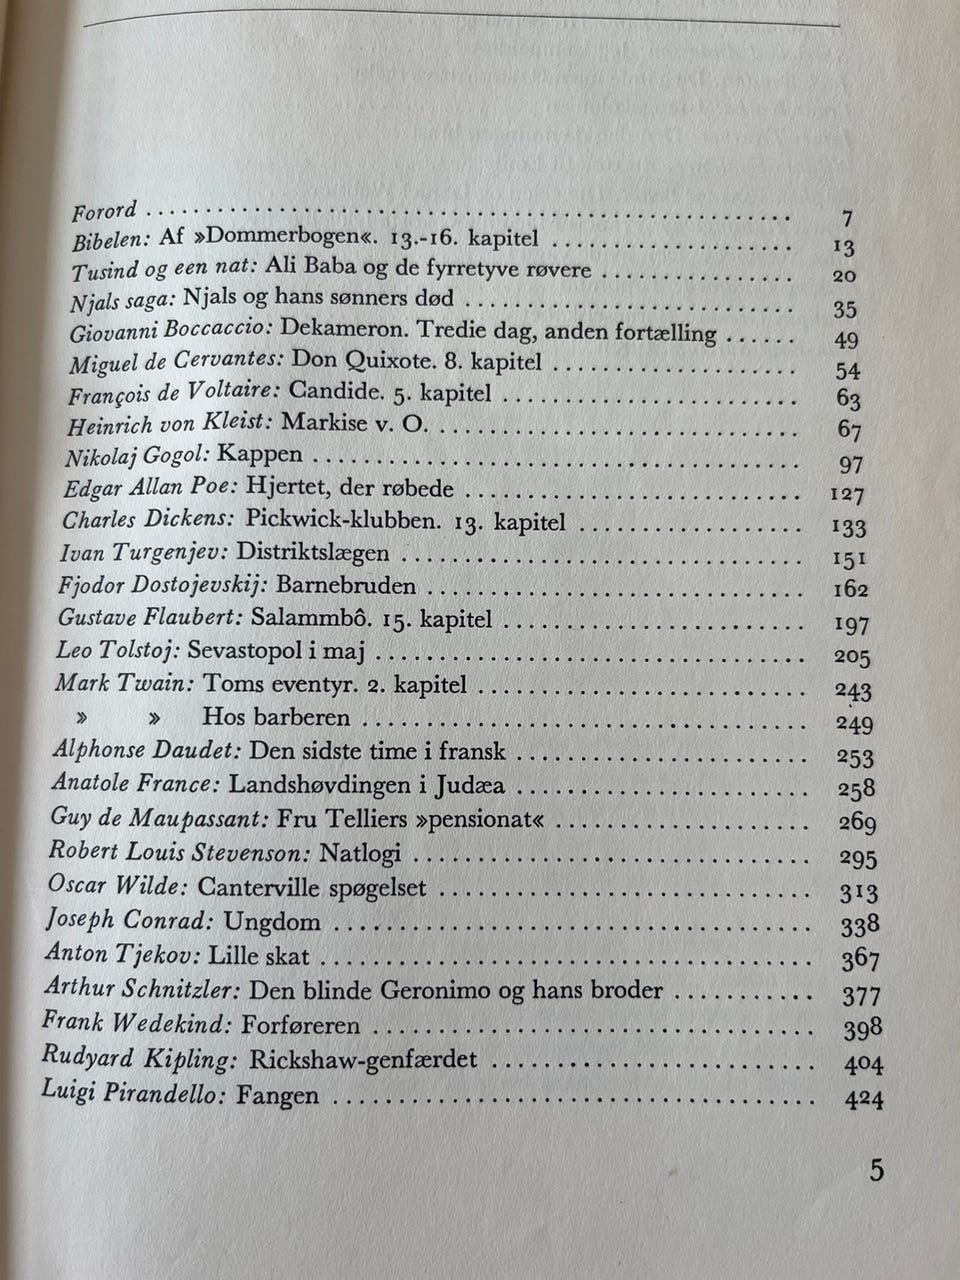 Forord ........ 7
Bibelen: Af »Dommerbogen«. 13.-16. kapitel ........ 13
Tusind og een nat: Ali Baba og de fyrretyve røvere ........ 20
Njals saga: Njals og hans sønners død ........ 35
Giovanni Boccaccio: Dekameron. Tredie dag, anden fortælling ...... 49
Miguel de Cervantes: Don Quixote. 8. kapitel ........ 54
François de Voltaire: Candide. 5. kapitel ........ 63
Heinrich von Kleist: Markise v. O. ........ 67
Nikolaj Gogol: Kappen ........ 97
Edgar Allan Poe: Hjertet, der røbede ........ 127
Charles Dickens: Pickwick-klubben. 13. kapitel ........ 133
Ivan Turgenjev: Distriktslægen ........ 151
Fjodor Dostojevskij: Barnebruden ........ 162
Gustave Flaubert: Salammbô. 15. kapitel ........ 197
Leo Tolstoj: Sevastopol i maj ........ 205
Mark Twain: Toms eventyr. 2. kapitel ........ 243
» » Hos barberen ........ 249
Alphonse Daudet: Den sidste time i fransk ........ 253
Anatole France: Landshøvdingen i Judæa ........ 258
Guy de Maupassant: Fru Telliers »pensionat« ........ 269
Robert Louis Stevenson: Natlogi ........ 295
Oscar Wilde: Canterville spøgelset ........ 313
Joseph Conrad: Ungdom ........ 338
Anton Tjekov: Lille skat ........ 367
Arthur Schnitzler: Den blinde Geronimo og hans broder ........ 377
Frank Wedekind: Forføreren ........ 398
Rudyard Kipling: Rickshaw-genfærdet ........ 404
Luigi Pirandello: Fangen ........ 424
5